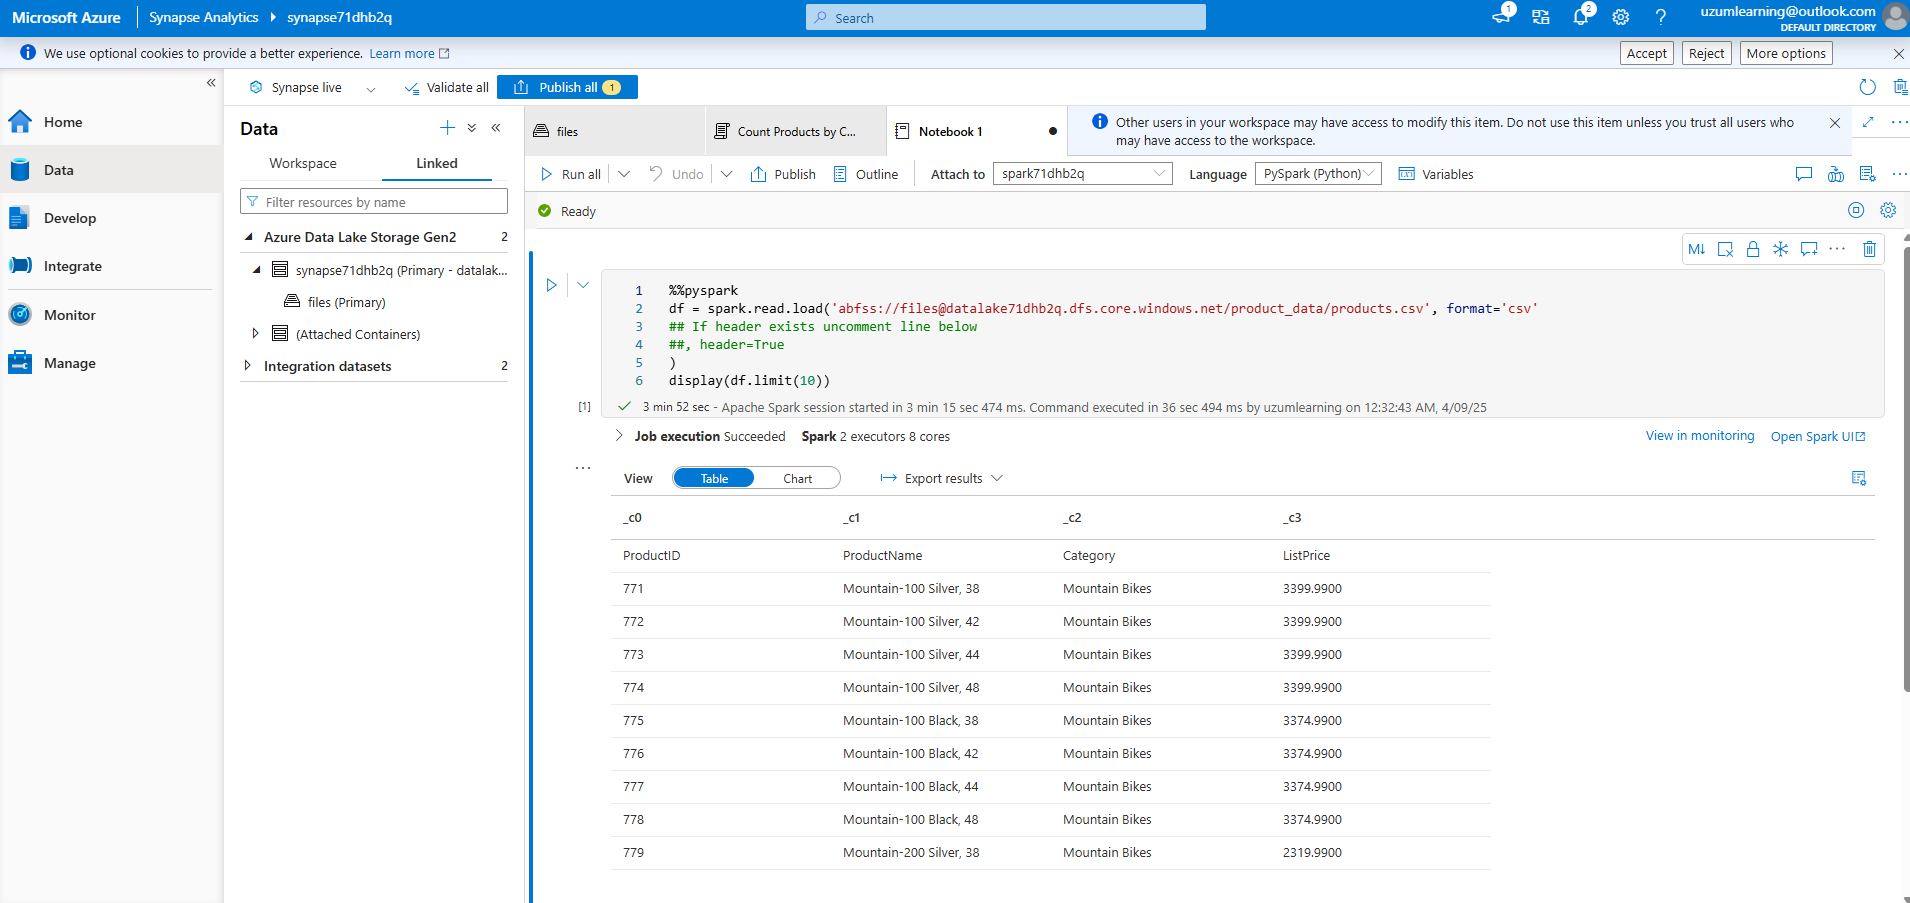 Microsoft Azure Synapse Analytics synapse71dhb2q Search 1 2 ? uzumlearning@outlook.com
DEFAULT DIRECTORY
We use optional cookies to provide a better experience. Learn more Accept Reject More options
Synapse live Validate all Publish all 1
Home
Data
Develop
Integrate
Monitor
Manage
Data
Workspace Linked
Filter resources by name
Azure Data Lake Storage Gen2 2
synapse71dhb2q (Primary - datalak...
files (Primary)
(Attached Containers)
Integration datasets 2
files Count Products by C... Notebook 1
Other users in your workspace may have access to modify this item. Do not use this item unless you trust all users who
may have access to the workspace.
Run all Undo Publish Outline Attach to spark71dhb2q Language PySpark (Python) Variables
Ready
M↓
1 %%pyspark
2 df = spark.read.load('abfss://files@datalake71dhb2q.dfs.core.windows.net/product_data/products.csv', format='csv'
3 ## If header exists uncomment line below
4 ##, header=True
5 )
6 display(df.limit(10))
[1] 3 min 52 sec - Apache Spark session started in 3 min 15 sec 474 ms. Command executed in 36 sec 494 ms by uzumlearning on 12:32:43 AM, 4/09/25
Job execution Succeeded Spark 2 executors 8 cores View in monitoring Open Spark UI
View Table Chart Export results
_c0 _c1 _c2 _c3
ProductID ProductName Category ListPrice
771 Mountain-100 Silver, 38 Mountain Bikes 3399.9900
772 Mountain-100 Silver, 42 Mountain Bikes 3399.9900
773 Mountain-100 Silver, 44 Mountain Bikes 3399.9900
774 Mountain-100 Silver, 48 Mountain Bikes 3399.9900
775 Mountain-100 Black, 38 Mountain Bikes 3374.9900
776 Mountain-100 Black, 42 Mountain Bikes 3374.9900
777 Mountain-100 Black, 44 Mountain Bikes 3374.9900
778 Mountain-100 Black, 48 Mountain Bikes 3374.9900
779 Mountain-200 Silver, 38 Mountain Bikes 2319.9900